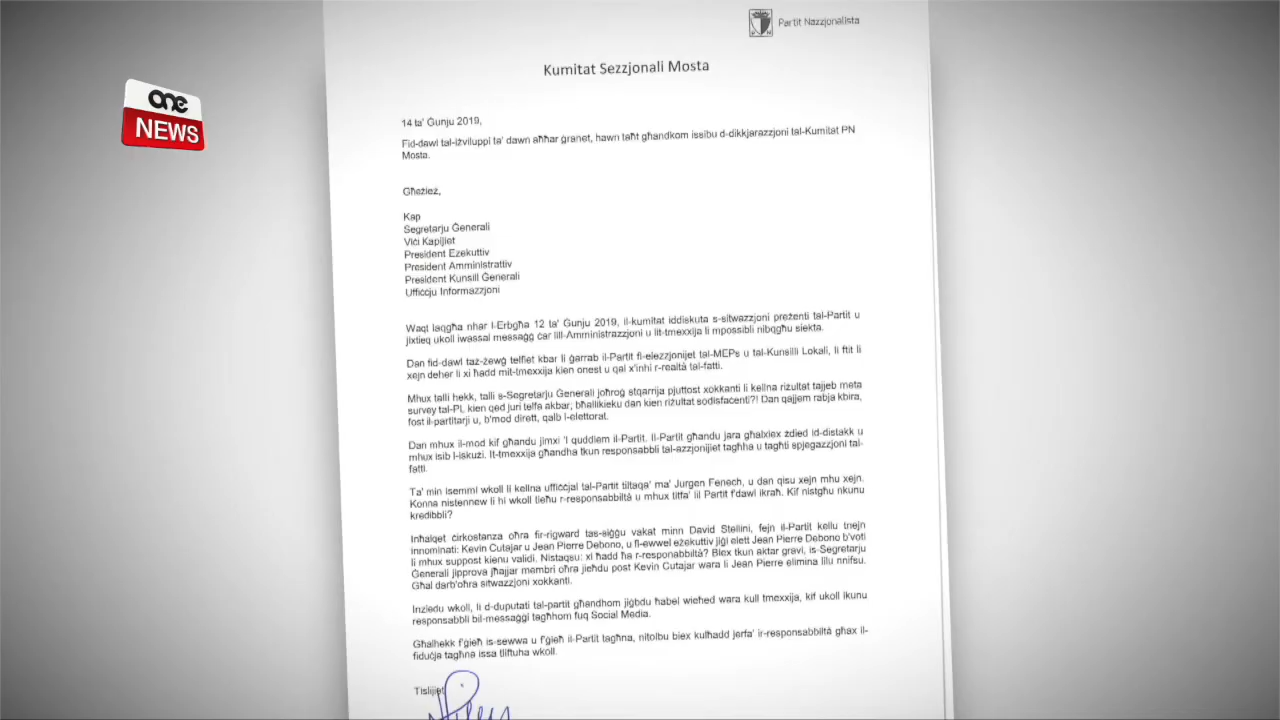 Partit Nazzjonalista
Kumitat Sezzjonali Mosta
one
NEWS
14 ta' Ġunju 2019,
Fid-dawl tal-iżviluppi ta' dawn aħħar ġranet, hawn taħt għandkom issibu d-dikkjarazzjoni tal-Kumitat PN
Mosta.
Għeżież,
Kap
Segretarju Ġenerali
Viċi Kapijiet
President Eżekuttiv
President Amministrattiv
President Kunsill Ġenerali
Uffiċċju Informazzjoni
Waqt laqgħa nhar l-Erbgħa 12 ta' Ġunju 2019, il-kumitat iddiskuta s-sitwazzjoni preżenti tal-Partit u
jixtieq ukoll iwassal messaġġ ċar lill-Amministrazzjoni u lit-tmexxija li mpossibli nibqgħu siekta.
Dan fid-dawl taż-żewġ telfiet kbar li ġarrab il-Partit fl-elezzjonijiet tal-MEPs u tal-Kunsilli Lokali, li ftit li
xejn deher li xi ħadd mit-tmexxija kien onest u qal x'inhi r-realtà tal-fatti.
Mhux talli hekk, talli s-Segretarju Ġenerali joħroġ stqarrija pjuttost xokkanti li kellna riżultat tajjeb meta
survey tal-PL kien qed juri telfa akbar; bħallikieku dan kien riżultat sodisfacenti?! Dan qajjem rabja kbira,
fost il-partitarji u, b'mod dirett, qalb l-elettorat.
Dan mhux il-mod kif għandu jimxi 'l quddiem il-Partit. Il-Partit għandu jara għalxiex żdied id-distakk u
mhux isib l-iskużi. It-tmexxija għandha tkun responsabbli tal-azzjonijiet tagħha u tagħti spjegazzjoni tal-
fatti.
Ta' min isemmi wkoll li kellna uffiċċjal tal-Partit tiltaqa' ma' Jurgen Fenech, u dan qisu xejn mhu xejn.
Konna nistennew li hi wkoll tieħu r-responsabbiltà u mhux titfa' lil Partit f'dawl ikraħ. Kif nistgħu nkunu
kredibbli?
Inħalqet ċirkostanza oħra fir-rigward tas-siġġu vakat minn David Stellini, fejn il-Partit kellu tnejn
innominati: Kevin Cutajar u Jean Pierre Debono, u fl-ewwel eżekuttiv jiġi elett Jean Pierre Debono b'voti
li mhux suppost kienu validi. Nistaqsu: xi ħadd ħa r-responabbiltà? Biex tkun aktar gravi, is-Segretarju
Ġenerali jipprova jħajjar membri oħra jieħdu post Kevin Cutajar wara li Jean Pierre elimina lilu nnifsu.
Għal darb'oħra sitwazzjoni xokkanti.
Inżiedu wkoll, li d-duputati tal-partit għandhom jiġbdu ħabel wieħed wara kull tmexxija, kif ukoll ikunu
responsabbli bil-messaġġi tagħhom fuq Social Media.
Għalhekk f'ġieħ is-sewwa u f'ġieħ il-Partit tagħna, nitolbu biex kulħadd jerfa' ir-responsabbiltà għax il-
fiduċja tagħna issa tliftuha wkoll.
Tislijiet